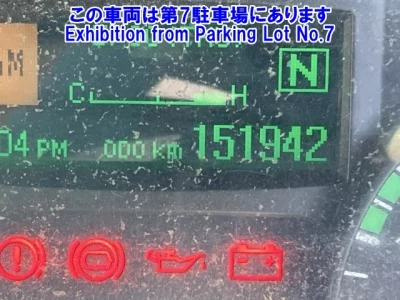 この車両は第7駐車場にあります
Exhibition from Parking Lot No.7
M
N
C H
04 PM 000 km 151942